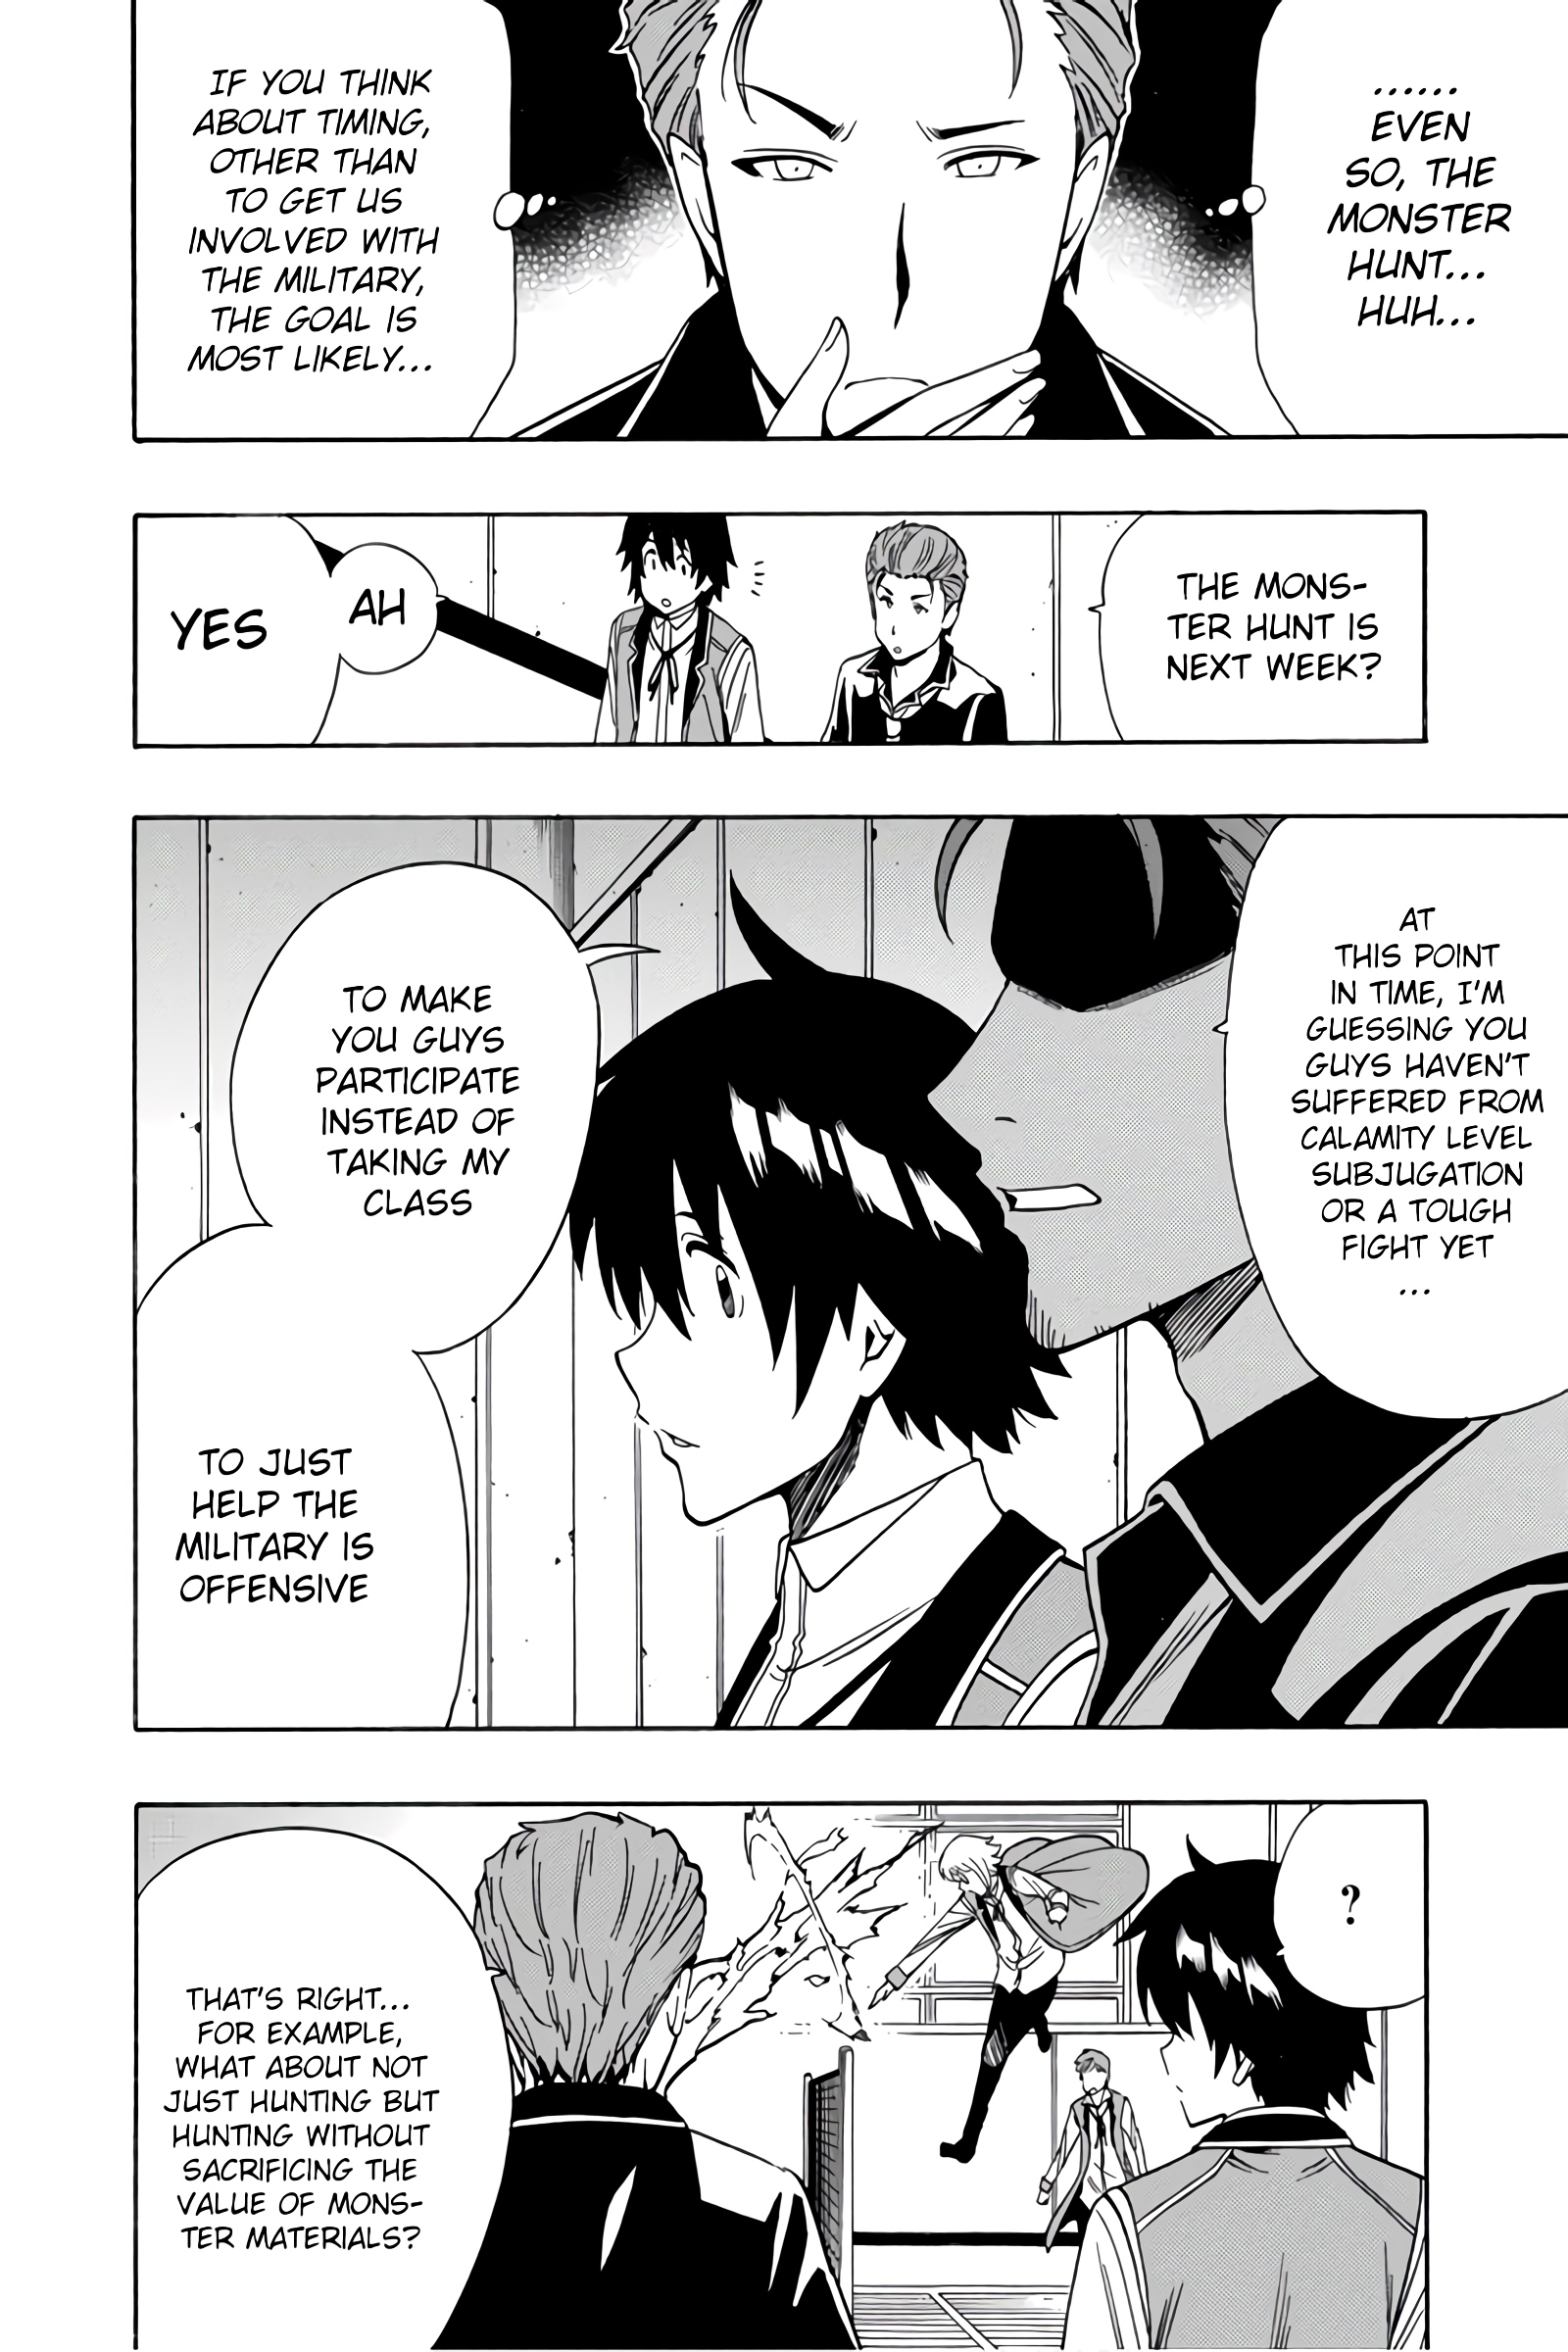 ......
EVEN
SO, THE
MONSTER
HUNT...
HUH...
IF YOU THINK
ABOUT TIMING,
OTHER THAN
TO GET US
INVOLVED WITH
THE MILITARY,
THE GOAL IS
MOST LIKELY...
THE MONS-
TER HUNT IS
NEXT WEEK?
AH
YES
AT
THIS POINT
IN TIME, I'M
GUESSING YOU
GUYS HAVEN'T
SUFFERED FROM
CALAMITY LEVEL
SUBJUGATION
OR A TOUGH
FIGHT YET
...
TO MAKE
YOU GUYS
PARTICIPATE
INSTEAD OF
TAKING MY
CLASS
TO JUST
HELP THE
MILITARY IS
OFFENSIVE
?
THAT'S RIGHT...
FOR EXAMPLE,
WHAT ABOUT NOT
JUST HUNTING BUT
HUNTING WITHOUT
SACRIFICING THE
VALUE OF MONS-
TER MATERIALS?